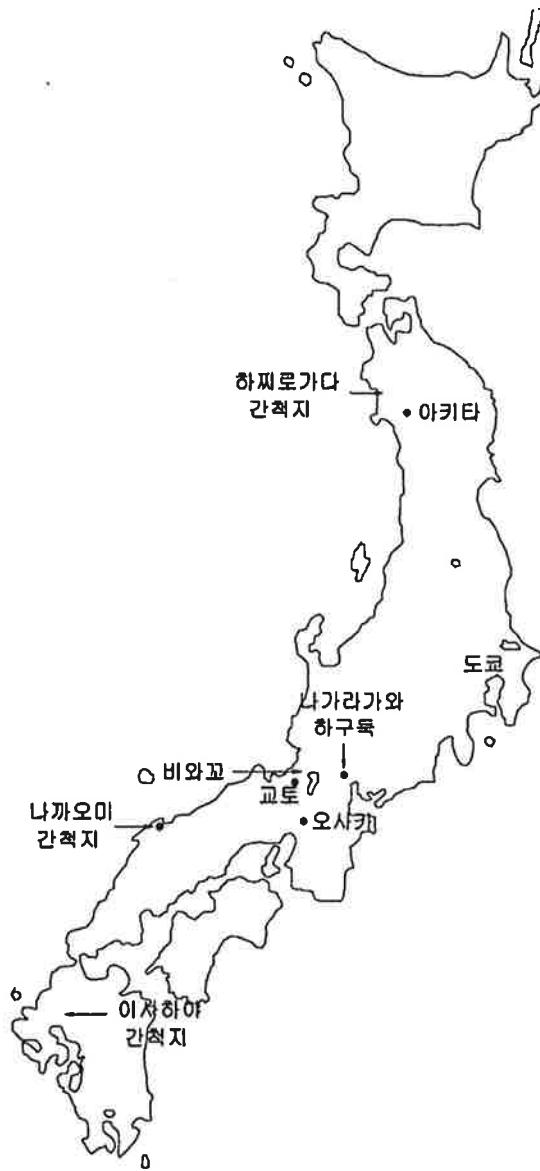 하찌로가다
간척지
아키타
도쿄
나가라가와
하구둑
비와꼬
교토
나까오미
간척지
오사카
이사하야
간척지